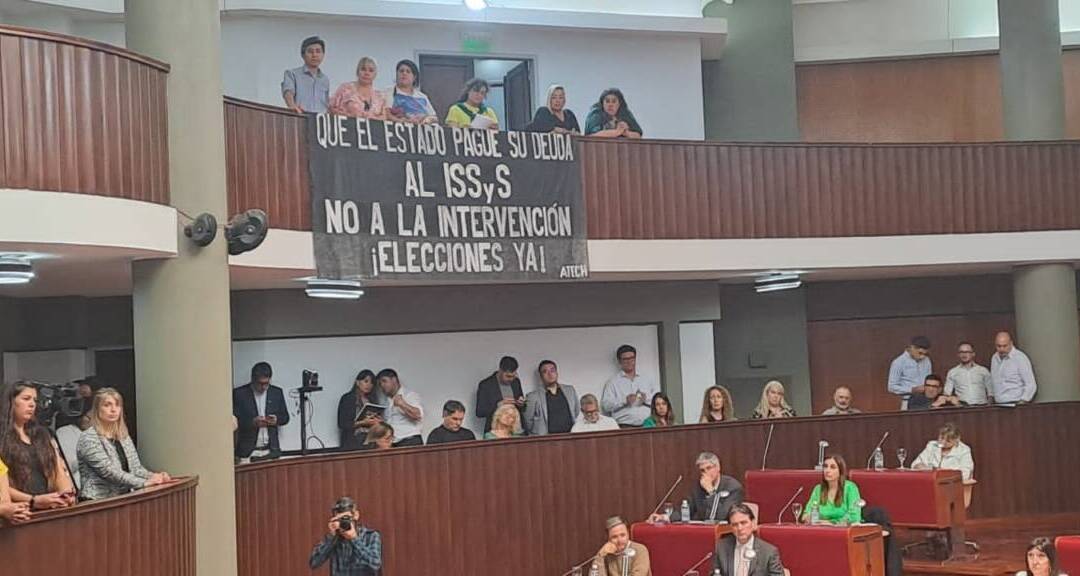 QUE EL ESTADO PAGUE SU DEUDA
AL ISSyS
NO A LA INTERVENCIÓN
¡ELECCIONES YA!
ATECH